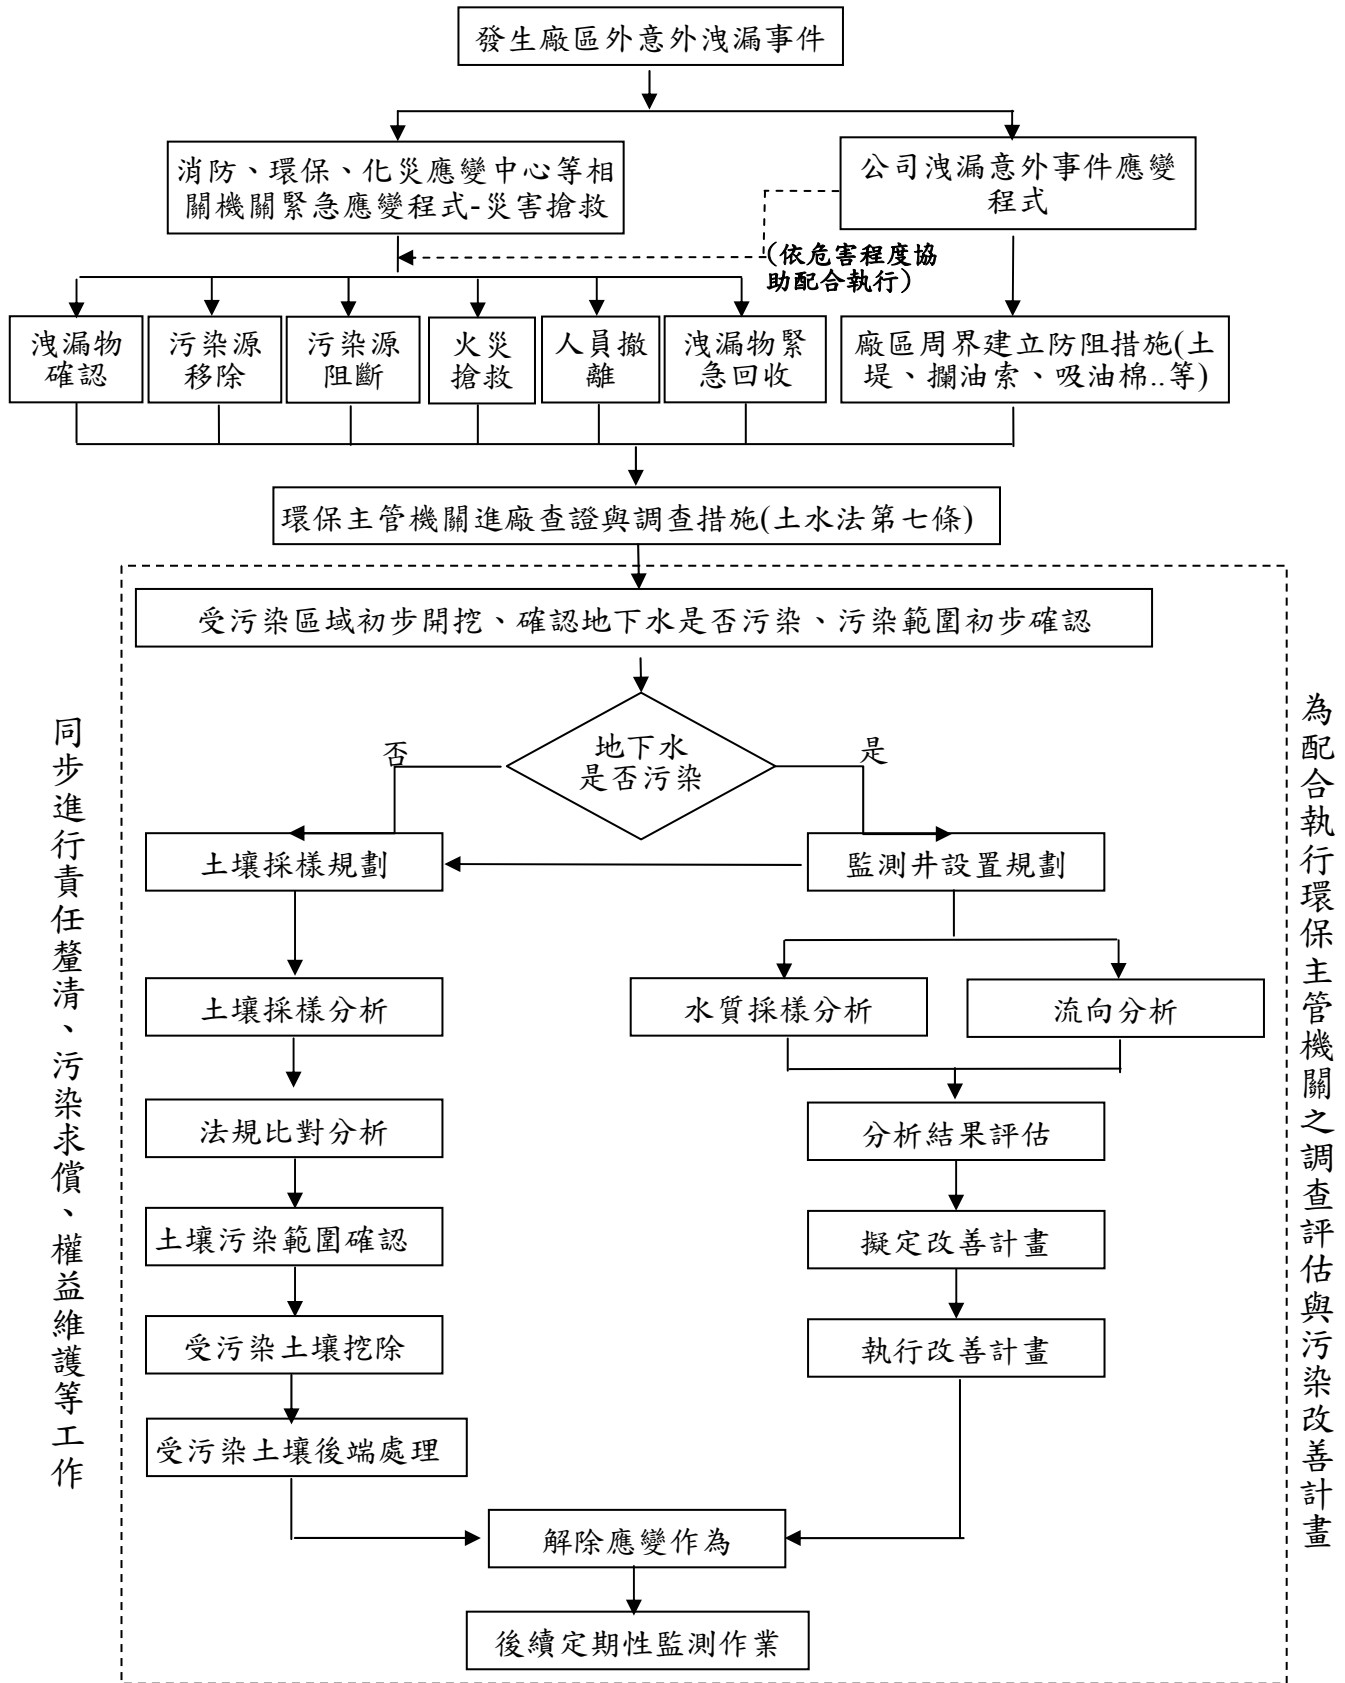 發生廠區外意外洩漏事件
消防、環保、化災應變中心等相
關機關緊急應變程式-災害搶救
公司洩漏意外事件應變
程式
(依危害程度協
助配合執行)
洩漏物
確認
污染源
移除
污染源
阻斷
火災
搶救
人員撤
離
洩漏物緊
急回收
廠區周界建立防阻措施(土
堤、攔油索、吸油棉..等)
環保主管機關進廠查證與調查措施(土水法第七條)
受污染區域初步開挖、確認地下水是否污染、污染範圍初步確認
地下水
是否污染
否
是
土壤採樣規劃
監測井設置規劃
土壤採樣分析
水質採樣分析
流向分析
法規比對分析
分析結果評估
土壤污染範圍確認
擬定改善計畫
受污染土壤挖除
執行改善計畫
受污染土壤後端處理
解除應變作為
後續定期性監測作業
同步進行責任釐清、污染求償、權益維護等工作
為配合執行環保主管機關之調查評估與污染改善計畫